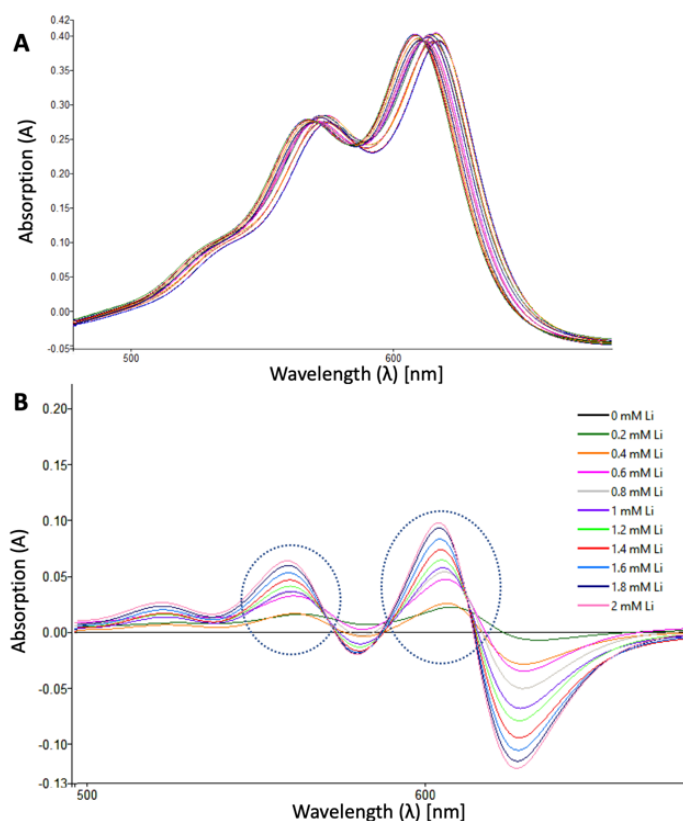 A
0.42
0.40
0.35
0.30
0.25
0.20
0.15
0.10
0.05
0.00
-0.05
Absorption (A)
500
600
Wavelength (λ) [nm]
B
0.20
0.15
0.10
0.05
0.00
-0.05
-0.10
-0.13
Absorption (A)
0 mM Li
0.2 mM Li
0.4 mM Li
0.6 mM Li
0.8 mM Li
1 mM Li
1.2 mM Li
1.4 mM Li
1.6 mM Li
1.8 mM Li
2 mM Li
500
600
Wavelength (λ) [nm]